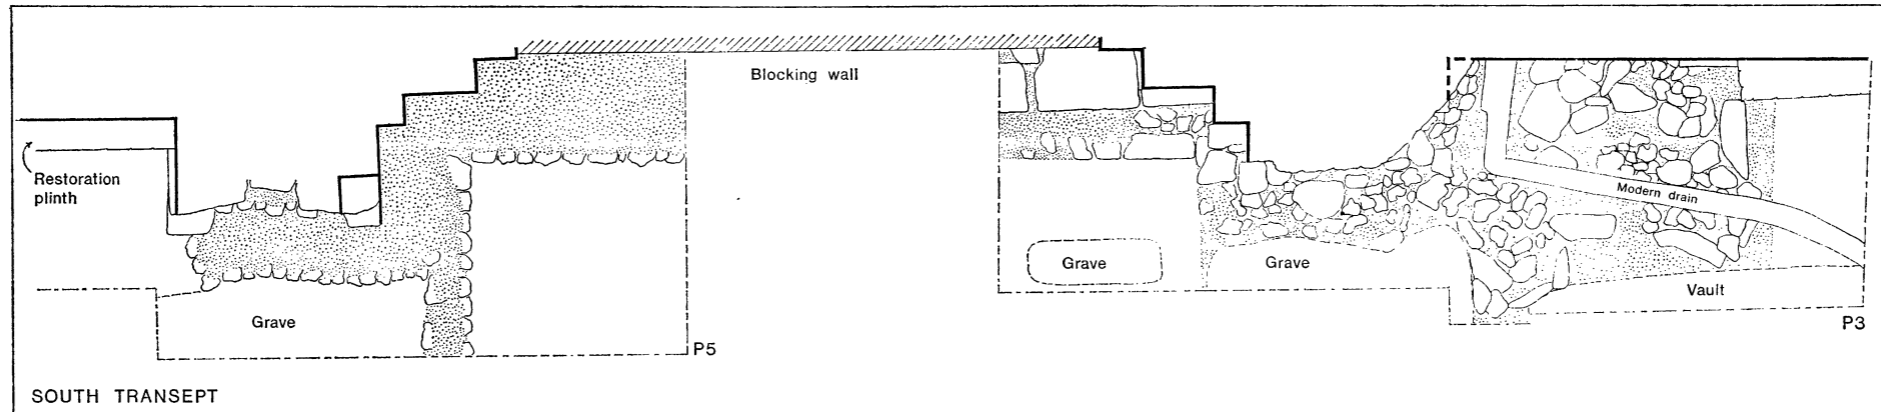 Blocking wall
Restoration
plinth
Modern drain
Grave
Grave
Grave
Vault
P5
P3
SOUTH TRANSEPT